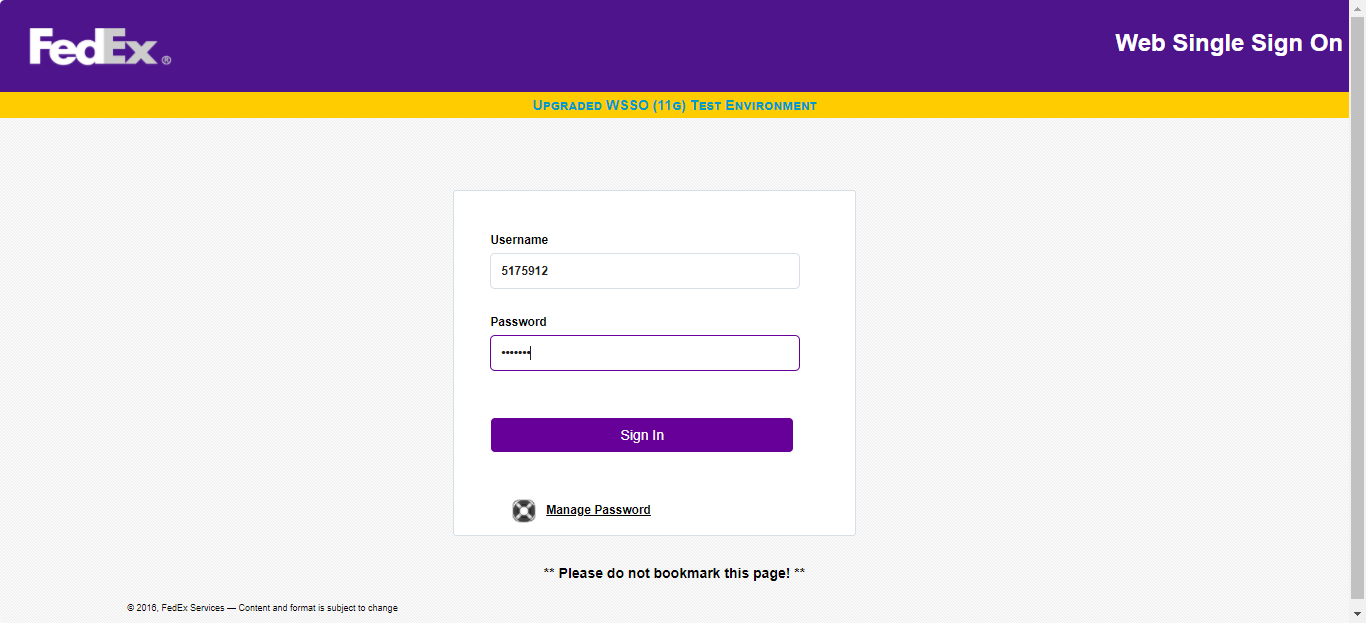 FedEx®
Web Single Sign On
Upgraded WSSO (11g) Test Environment
Username
5175912
Password
•••••••
Sign In
Manage Password
** Please do not bookmark this page! **
© 2016, FedEx Services — Content and format is subject to change